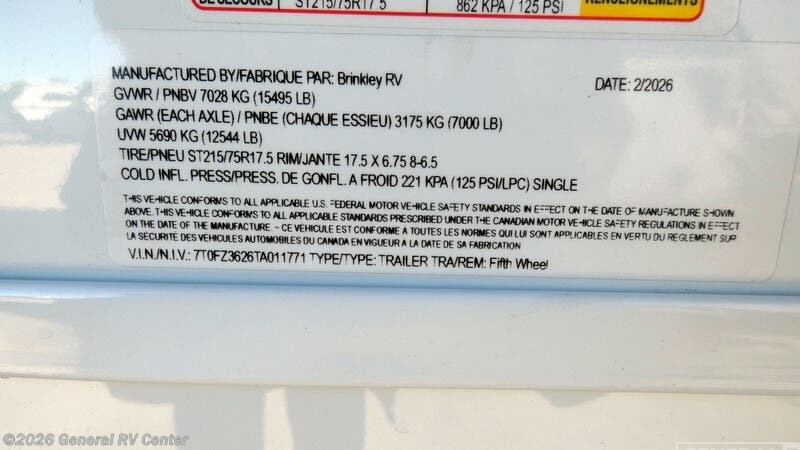 DE SECOURS ST215/75R17.5 862 KPA / 125 PSI RENSEIGNEMENTS
MANUFACTURED BY/FABRIQUE PAR: Brinkley RV DATE: 2/2026
GVWR / PNBV 7028 KG (15495 LB)
GAWR (EACH AXLE) / PNBE (CHAQUE ESSIEU) 3175 KG (7000 LB)
UVW 5690 KG (12544 LB)
TIRE/PNEU ST215/75R17.5 RIM/JANTE 17.5 X 6.75 8-6.5
COLD INFL. PRESS/PRESS. DE GONFL. A FROID 221 KPA (125 PSI/LPC) SINGLE
THIS VEHICLE CONFORMS TO ALL APPLICABLE U.S. FEDERAL MOTOR VEHICLE SAFETY STANDARDS IN EFFECT ON THE DATE OF MANUFACTURE SHOWN
ABOVE. THIS VEHICLE CONFORMS TO ALL APPLICABLE STANDARDS PRESCRIBED UNDER THE CANADIAN MOTOR VEHICLE SAFETY REGULATIONS IN EFFECT
ON THE DATE OF MANUFACTURE. ~ CE VEHICULE EST CONFORME A TOUTES LES NORMES QUI LUI SONT APPLICABLES EN VERTU DU REGLEMENT SUR
LA SÉCURITÉ DES VEHICULES AUTOMOBILES DU CANADA EN VIGUEUR A LA DATE DE SA FABRICATION
V.I.N./N.I.V.: 7T0FZ3626TA011771 TYPE/TYPE: TRAILER TRA/REM: Fifth Wheel
©2026 General RV Center